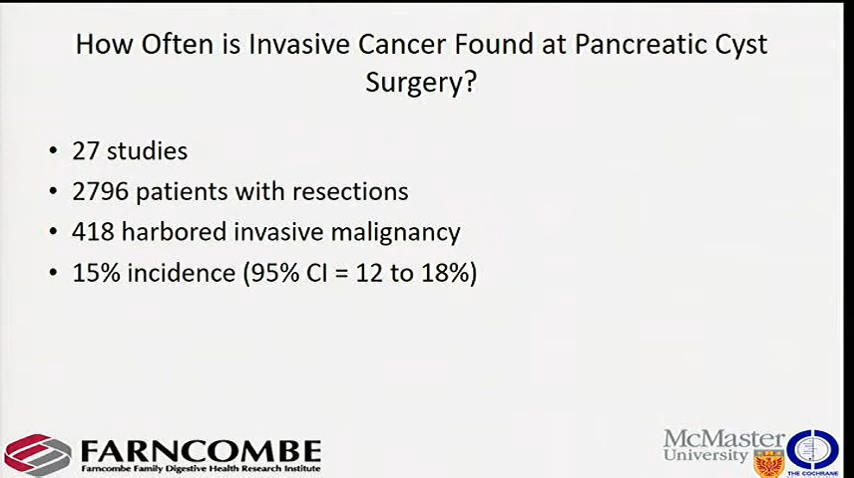 How Often is Invasive Cancer Found at Pancreatic Cyst
Surgery?
• 27 studies
• 2796 patients with resections
• 418 harbored invasive malignancy
• 15% incidence (95% CI = 12 to 18%)
FARNCOMBE
Farncombe Family Digestive Health Research Institute
McMaster
University
THE COCHRANE